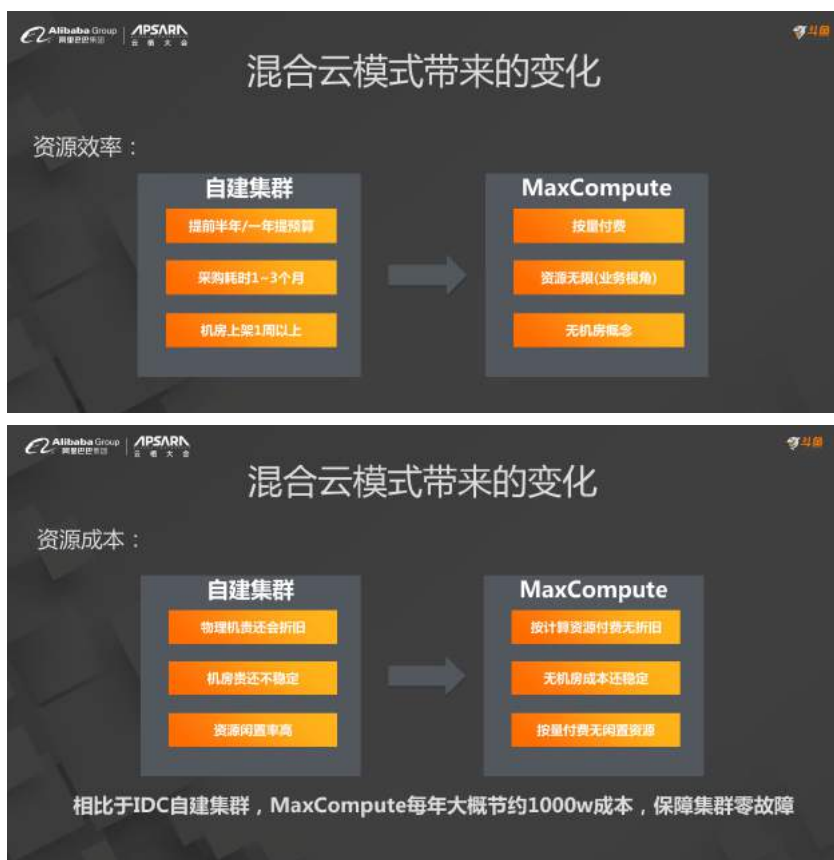 Alibaba Group
阿里巴巴集团
APSARA
云栖大会
斗鱼
混合云模式带来的变化
资源效率：
自建集群
提前半年/一年提预算
采购耗时1~3个月
机房上架1周以上
MaxCompute
按量付费
资源无限(业务视角)
无机房概念
Alibaba Group
阿里巴巴集团
APSARA
云栖大会
斗鱼
混合云模式带来的变化
资源成本：
自建集群
物理机贵还会折旧
机房贵还不稳定
资源闲置率高
MaxCompute
按计算资源付费无折旧
无机房成本还稳定
按量付费无闲置资源
相比于IDC自建集群，MaxCompute每年大概节约1000w成本，保障集群零故障